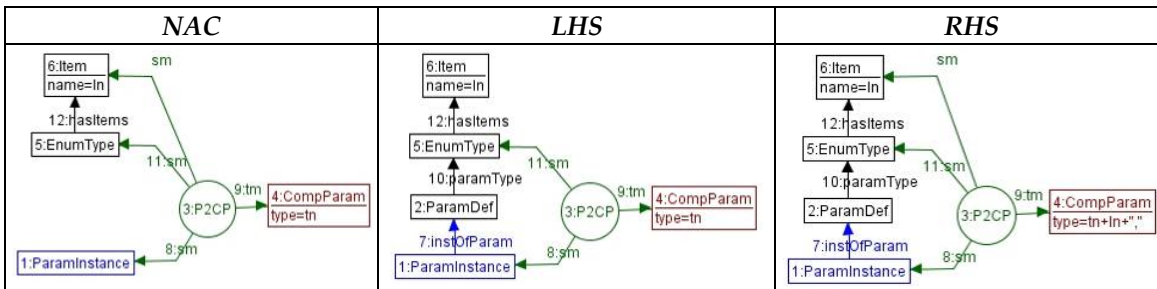 NAC
LHS
RHS
6:Item
name=In
sm
12:hasItems
5:EnumType
11:sm
3:P2CP
9:tm
4:CompParam
type=tn
8:sm
1:ParamInstance
6:Item
name=In
12:hasItems
5:EnumType
11:sm
10:paramType
2:ParamDef
3:P2CP
9:tm
4:CompParam
type=tn
7:instOfParam
8:sm
1:ParamInstance
6:Item
name=In
sm
12:hasItems
5:EnumType
11:sm
10:paramType
2:ParamDef
3:P2CP
9:tm
4:CompParam
type=tn+In+","
7:instOfParam
8:sm
1:ParamInstance